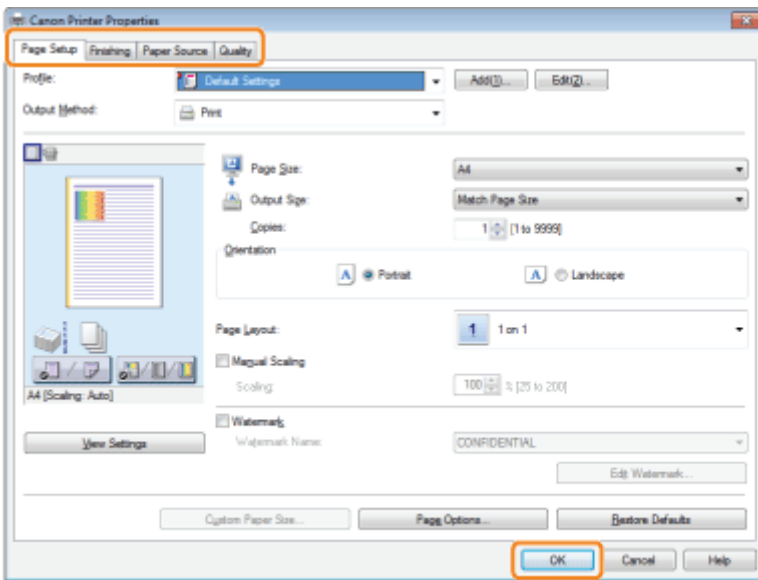 Canon Printer Properties
Page Setup Finishing Paper Source Quality
Profile: Default Settings Add(1)... Edit(2)...
Output Method: Print
Page Size: A4
Output Size: Match Page Size
Copies: 1 [1 to 9999]
Orientation
A Portrait A Landscape
Page Layout: 1 1 on 1
Manual Scaling
Scaling: 100 % [25 to 200]
A4 [Scaling: Auto]
Watermark
View Settings Watermark Name: CONFIDENTIAL
Edit Watermark...
Custom Paper Size... Page Options... Restore Defaults
OK Cancel Help